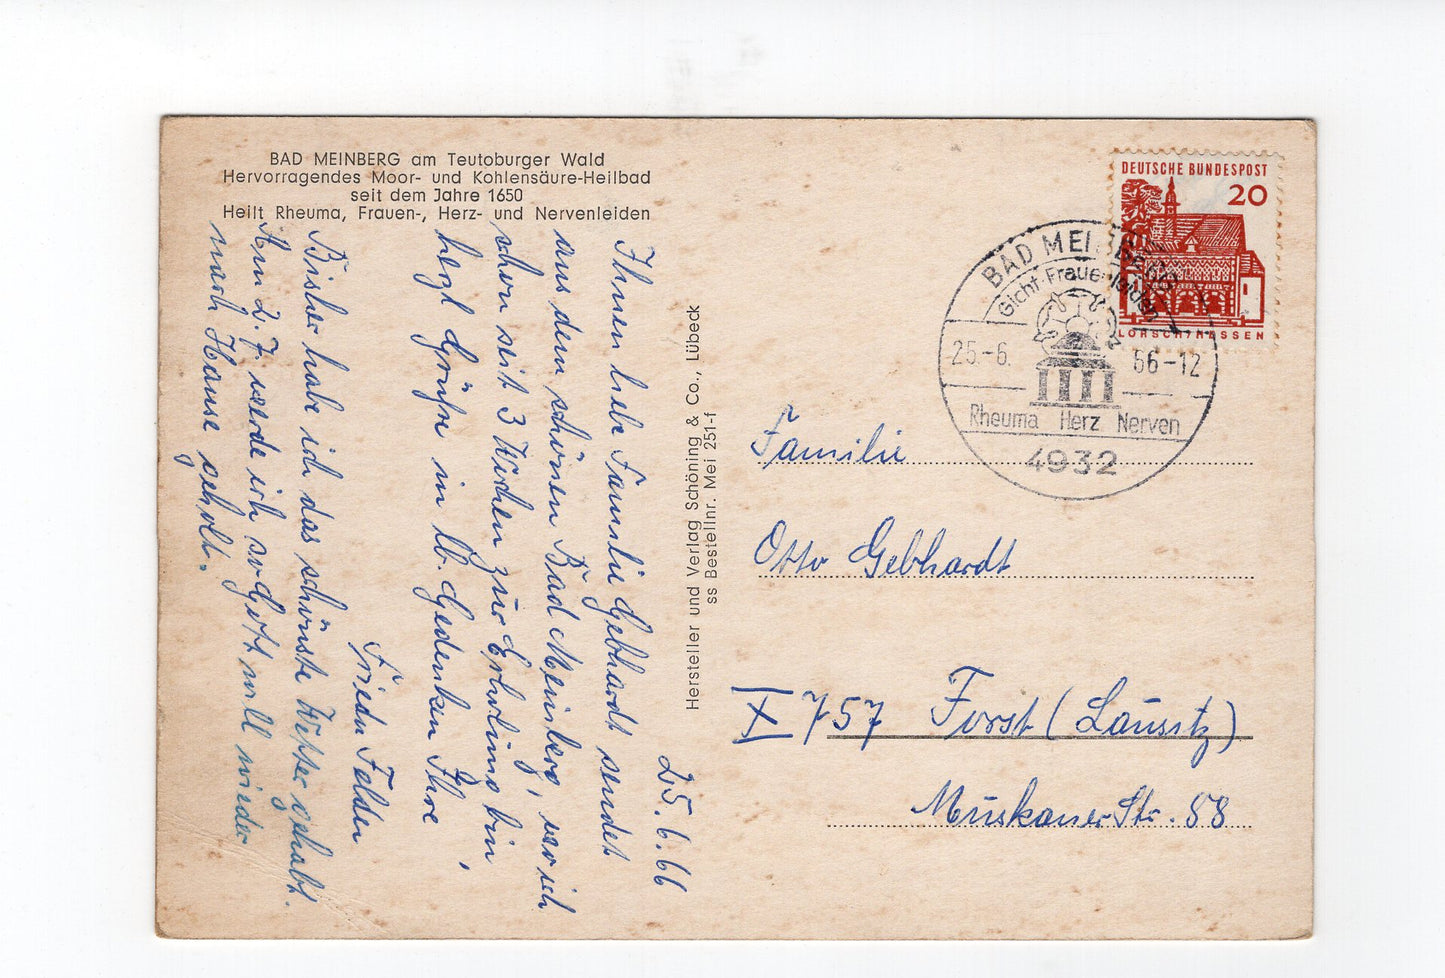 BAD MEINBERG am Teutoburger Wald
Hervorragendes Moor- und Kohlensäure-Heilbad
seit dem Jahre 1650
Heilt Rheuma, Frauen-, Herz- und Nervenleiden
25.6.66
Ihnen liebe Familie Gebhardt sendet
aus dem schönen Bad Meinberg, wo ich
schon seit 3 Wochen zur Erholung bin,
herzl. Grüße in lb. Gedenken Ihre
Frieda Felden
Bisher habe ich das schönste Wetter gehabt.
Am 2.7 werde ich so Gott will wieder
nach Hause geholt.
Hersteller und Verlag Schöning & Co., Lübeck
ss Bestellnr. Mei 251-f
DEUTSCHE BUNDESPOST
20
LORSCH/HESSEN
BAD MEINBERG
Gicht-Frauenleiden
25.-6. 66-12
Rheuma Herz Nerven
4932
Familie
Otto Gebhardt
X 757 Forst (Lausitz)
Muskauer Str. 58